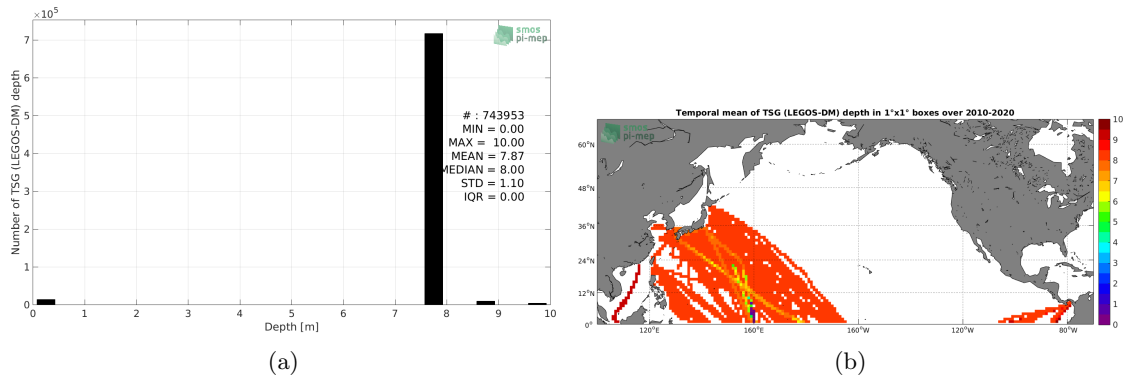 ×10⁵
7
6
5
4
3
2
1
0
Number of TSG (LEGOS-DM) depth
smos
pi-mep
# : 743953
MIN = 0.00
MAX = 10.00
MEAN = 7.87
MEDIAN = 8.00
STD = 1.10
IQR = 0.00
0 1 2 3 4 5 6 7 8 9 10
Depth [m]
(a)
Temporal mean of TSG (LEGOS-DM) depth in 1°x1° boxes over 2010-2020
smos
pi-mep
60°N
48°N
36°N
24°N
12°N
0°
120°E 160°E 160°W 120°W 80°W
10
9
8
7
6
5
4
3
2
1
0
(b)